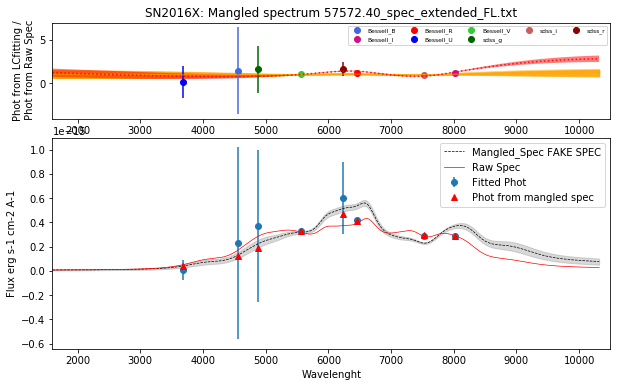 SN2016X: Mangled spectrum 57572.40_spec_extended_FL.txt
Phot from LCfitting /
Phot from Raw Spec
5
0
Bessell_B Bessell_R Bessell_V sdss_i sdss_r
Bessell_I Bessell_U sdss_g
2000 3000 4000 5000 6000 7000 8000 9000 10000
Flux erg s-1 cm-2 A-1
1.0
0.8
0.6
0.4
0.2
0.0
−0.2
−0.4
−0.6
Mangled_Spec FAKE SPEC
Raw Spec
Fitted Phot
Phot from mangled spec
2000 3000 4000 5000 6000 7000 8000 9000 10000
Wavelenght